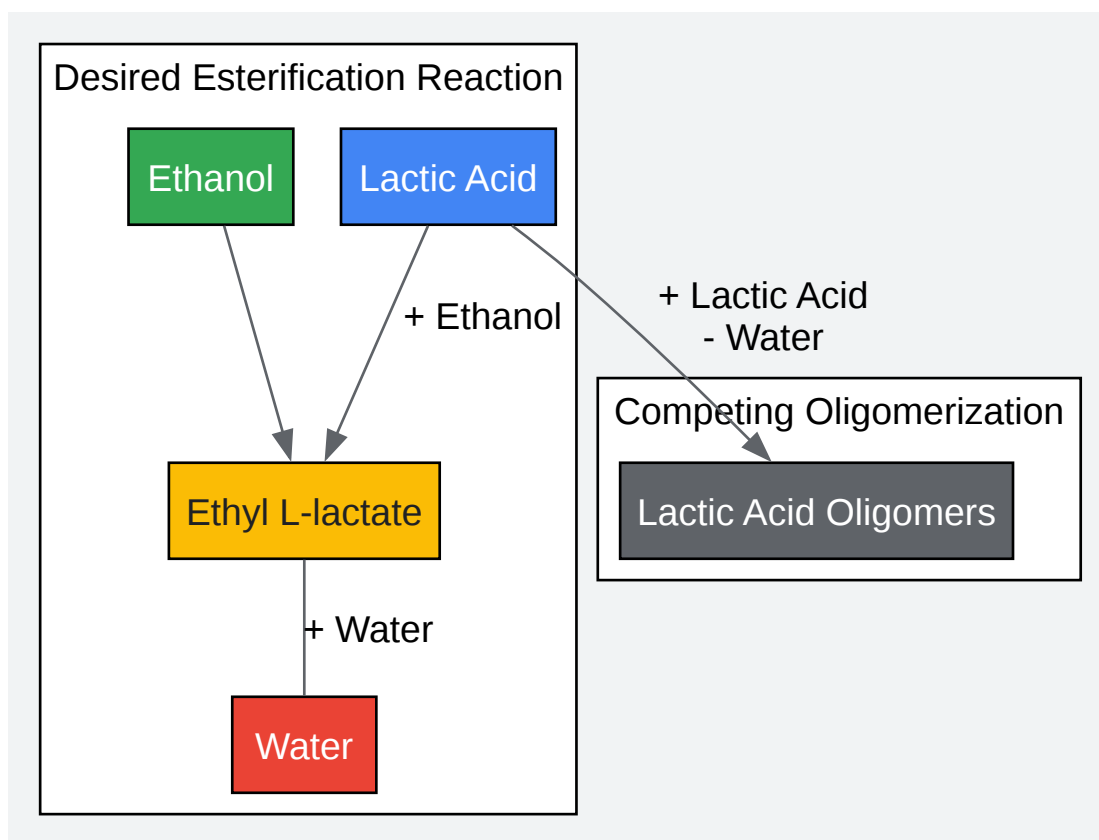 Desired Esterification Reaction
Ethanol
Lactic Acid
+ Ethanol
+ Lactic Acid
- Water
Competing Oligomerization
Ethyl L-lactate
Lactic Acid Oligomers
+ Water
Water